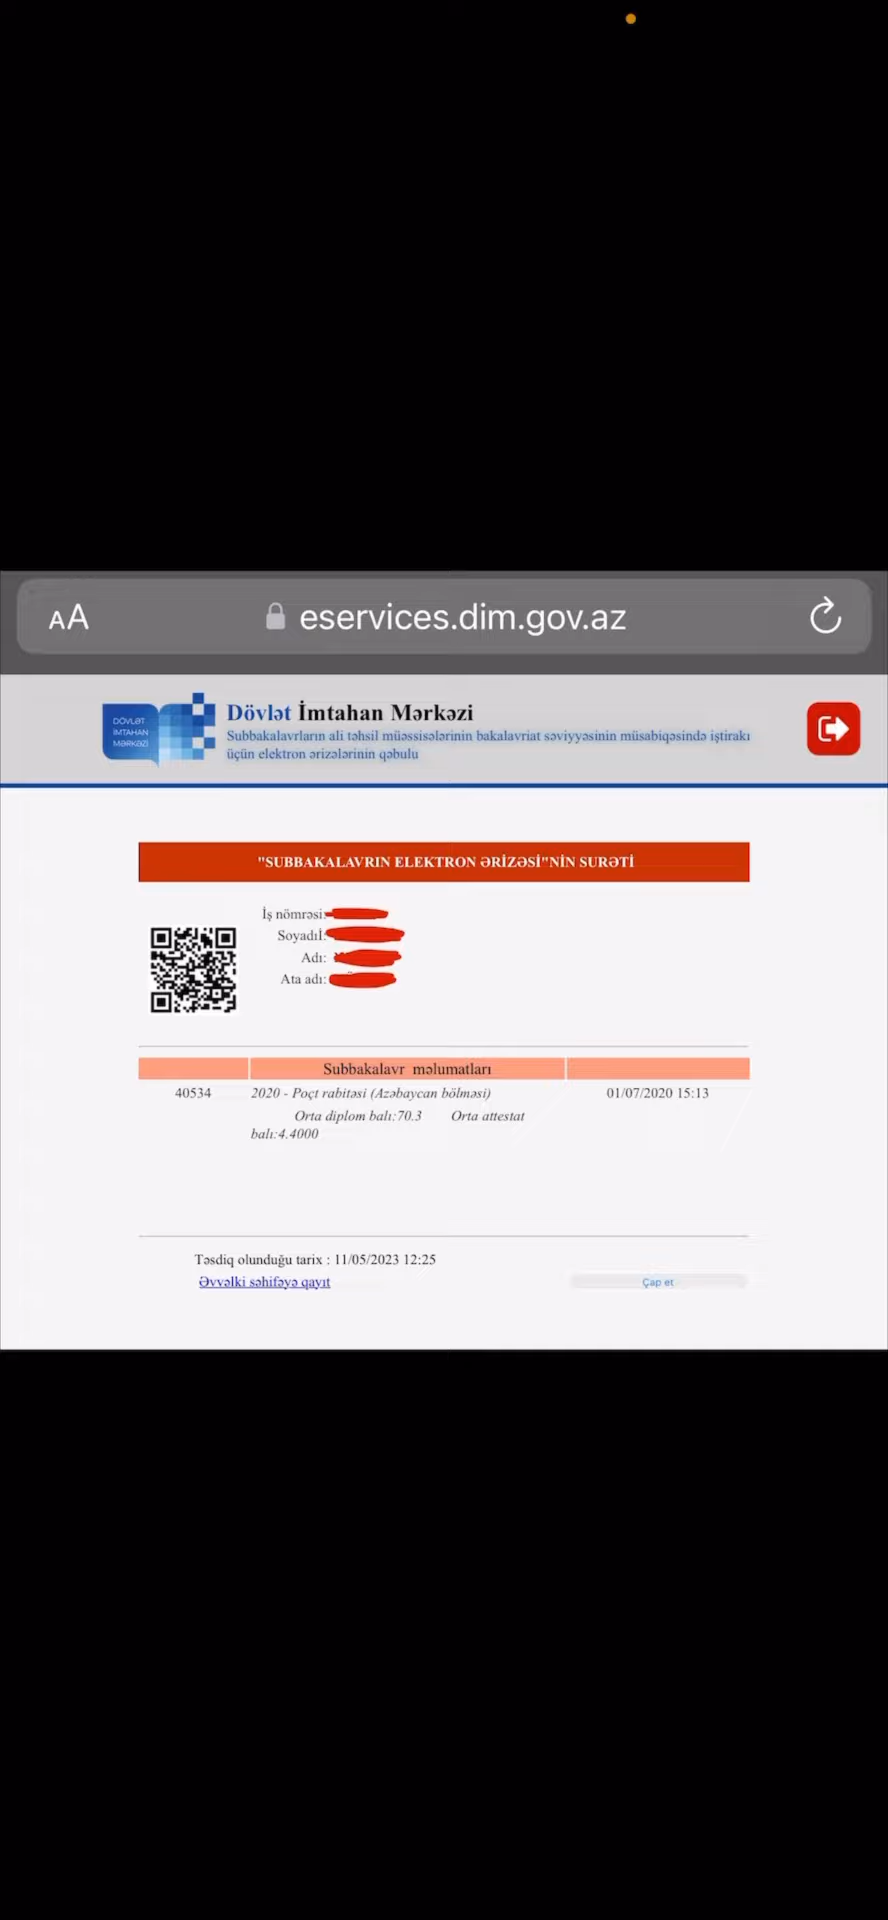 AA eservices.dim.gov.az
DÖVLƏT
İMTAHAN
MƏRKƏZİ
Dövlət İmtahan Mərkəzi
Subbakalavrların ali təhsil müəssisələrinin bakalavriat səviyyəsinin müsabiqəsində iştirakı
üçün elektron ərizələrinin qəbulu
"SUBBAKALAVRIN ELEKTRON ƏRİZƏSİ"NİN SURƏTİ
İş nömrəsi:
Soyadıİ:
Adı:
Ata adı:
Subbakalavr məlumatları
40534 2020 - Poçt rabitəsi (Azəbaycan bölməsi) 01/07/2020 15:13
Orta diplom balı:70.3 Orta attestat
balı:4.4000
Təsdiq olunduğu tarix : 11/05/2023 12:25
Əvvəlki səhifəyə qayıt Çap et